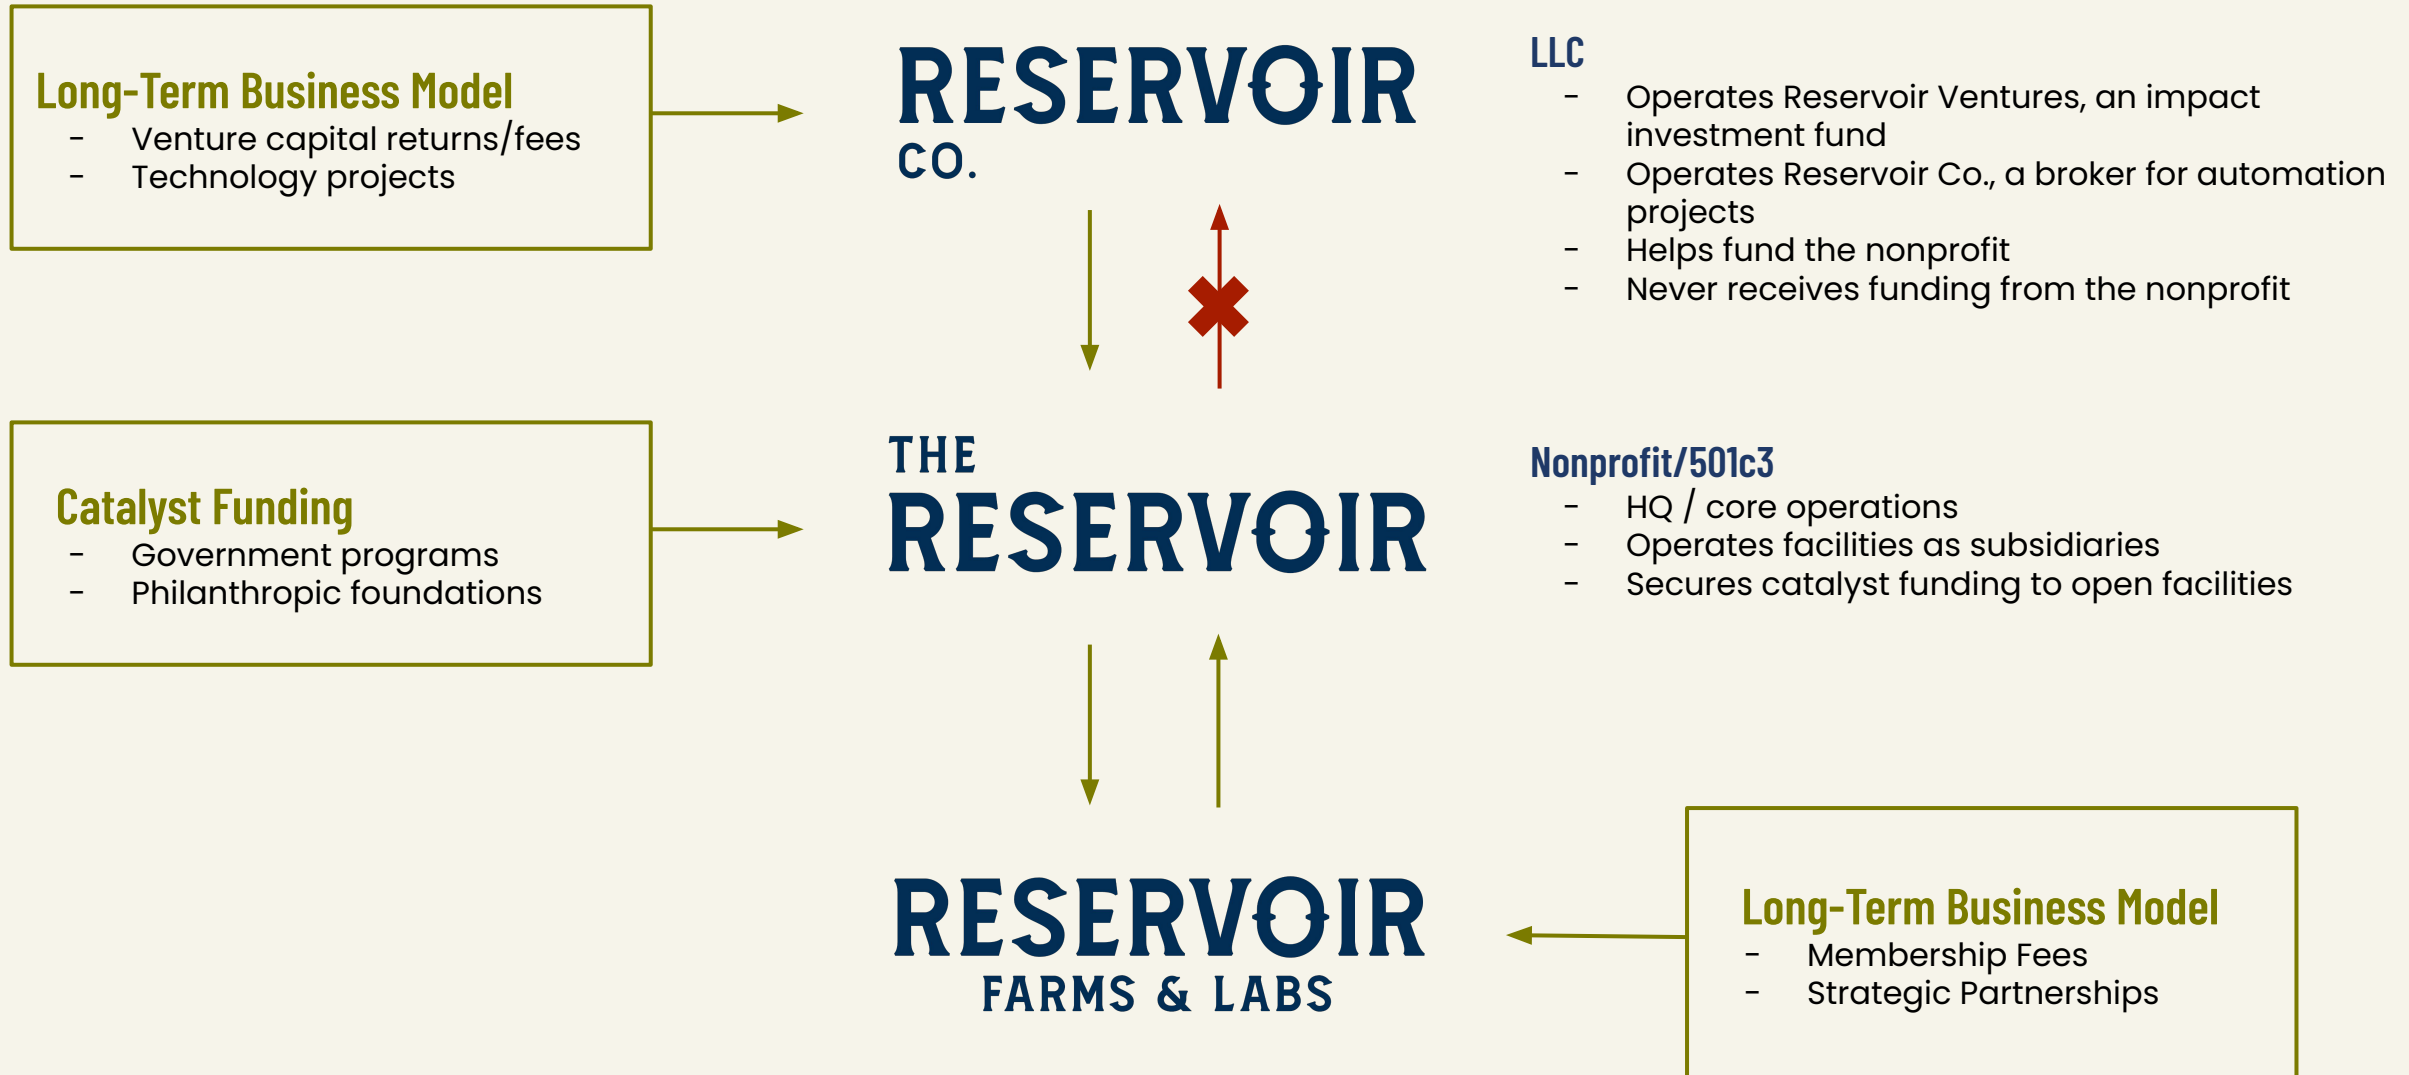 Long-Term Business Model
- Venture capital returns/fees
- Technology projects
RESERVOIR
CO.
LLC
- Operates Reservoir Ventures, an impact
investment fund
- Operates Reservoir Co., a broker for automation
projects
- Helps fund the nonprofit
- Never receives funding from the nonprofit
Catalyst Funding
- Government programs
- Philanthropic foundations
THE
RESERVOIR
Nonprofit/501c3
- HQ / core operations
- Operates facilities as subsidiaries
- Secures catalyst funding to open facilities
RESERVOIR
FARMS & LABS
Long-Term Business Model
- Membership Fees
- Strategic Partnerships